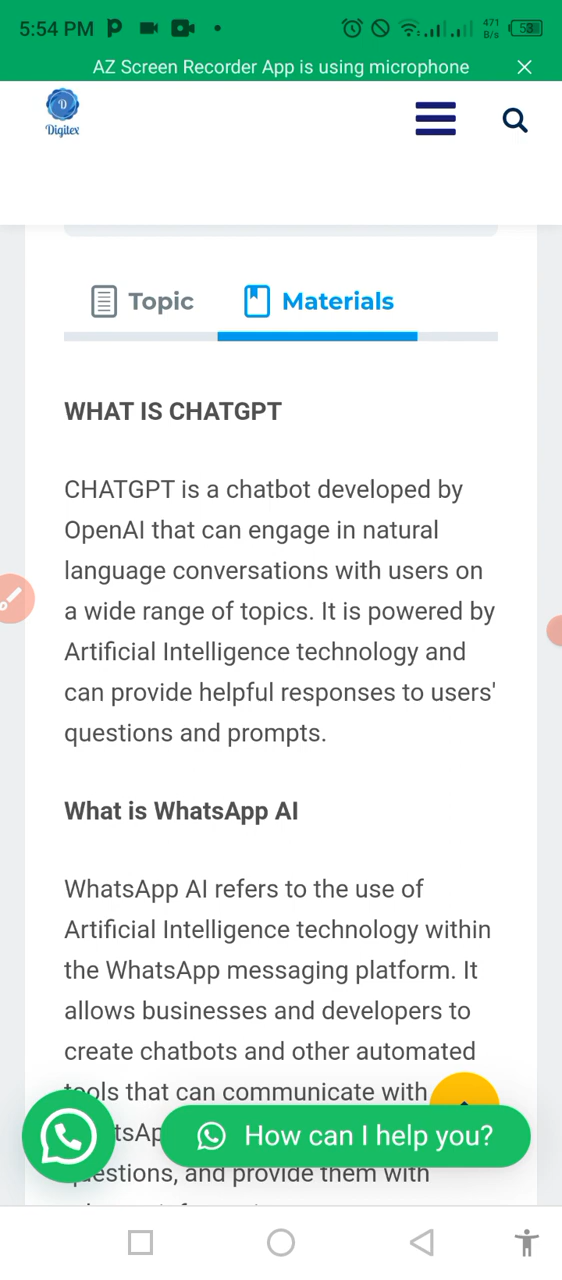 5:54 PM
471 B/s
53
AZ Screen Recorder App is using microphone
D
Digitex
Topic
Materials
WHAT IS CHATGPT
CHATGPT is a chatbot developed by
OpenAI that can engage in natural
language conversations with users on
a wide range of topics. It is powered by
Artificial Intelligence technology and
can provide helpful responses to users'
questions and prompts.
What is WhatsApp AI
WhatsApp AI refers to the use of
Artificial Intelligence technology within
the WhatsApp messaging platform. It
allows businesses and developers to
create chatbots and other automated
tools that can communicate with
How can I help you?
questions, and provide them with